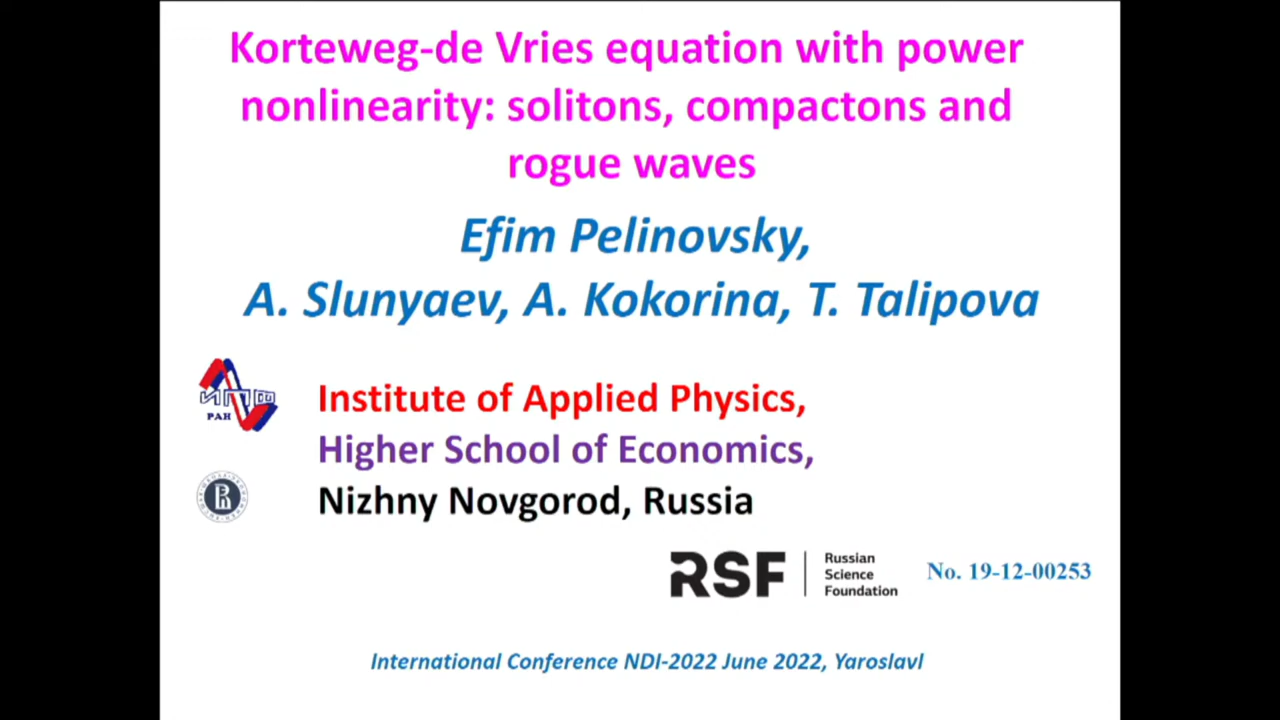 Korteweg-de Vries equation with power
nonlinearity: solitons, compactons and
rogue waves
Efim Pelinovsky,
A. Slunyaev, A. Kokorina, T. Talipova
ИПФ
РАН
Institute of Applied Physics,
Higher School of Economics,
Nizhny Novgorod, Russia
RSF
Russian
Science
Foundation
No. 19-12-00253
International Conference NDI-2022 June 2022, Yaroslavl